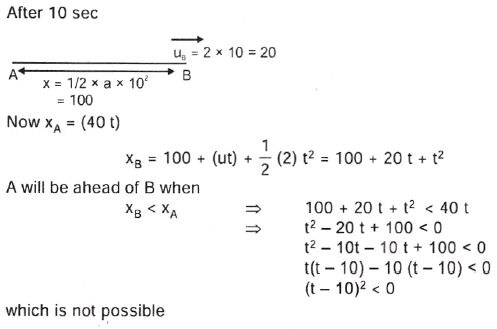 After 10 sec
u_B = 2 × 10 = 20
A B
x = 1/2 × a × 10²
= 100
Now x_A = (40 t)
x_B = 100 + (ut) + 1/2 (2) t² = 100 + 20 t + t²
A will be ahead of B when
x_B < x_A ⇒ 100 + 20 t + t² < 40 t
⇒ t² – 20 t + 100 < 0
t² – 10t – 10 t + 100 < 0
t(t – 10) – 10 (t – 10) < 0
(t – 10)² < 0
which is not possible